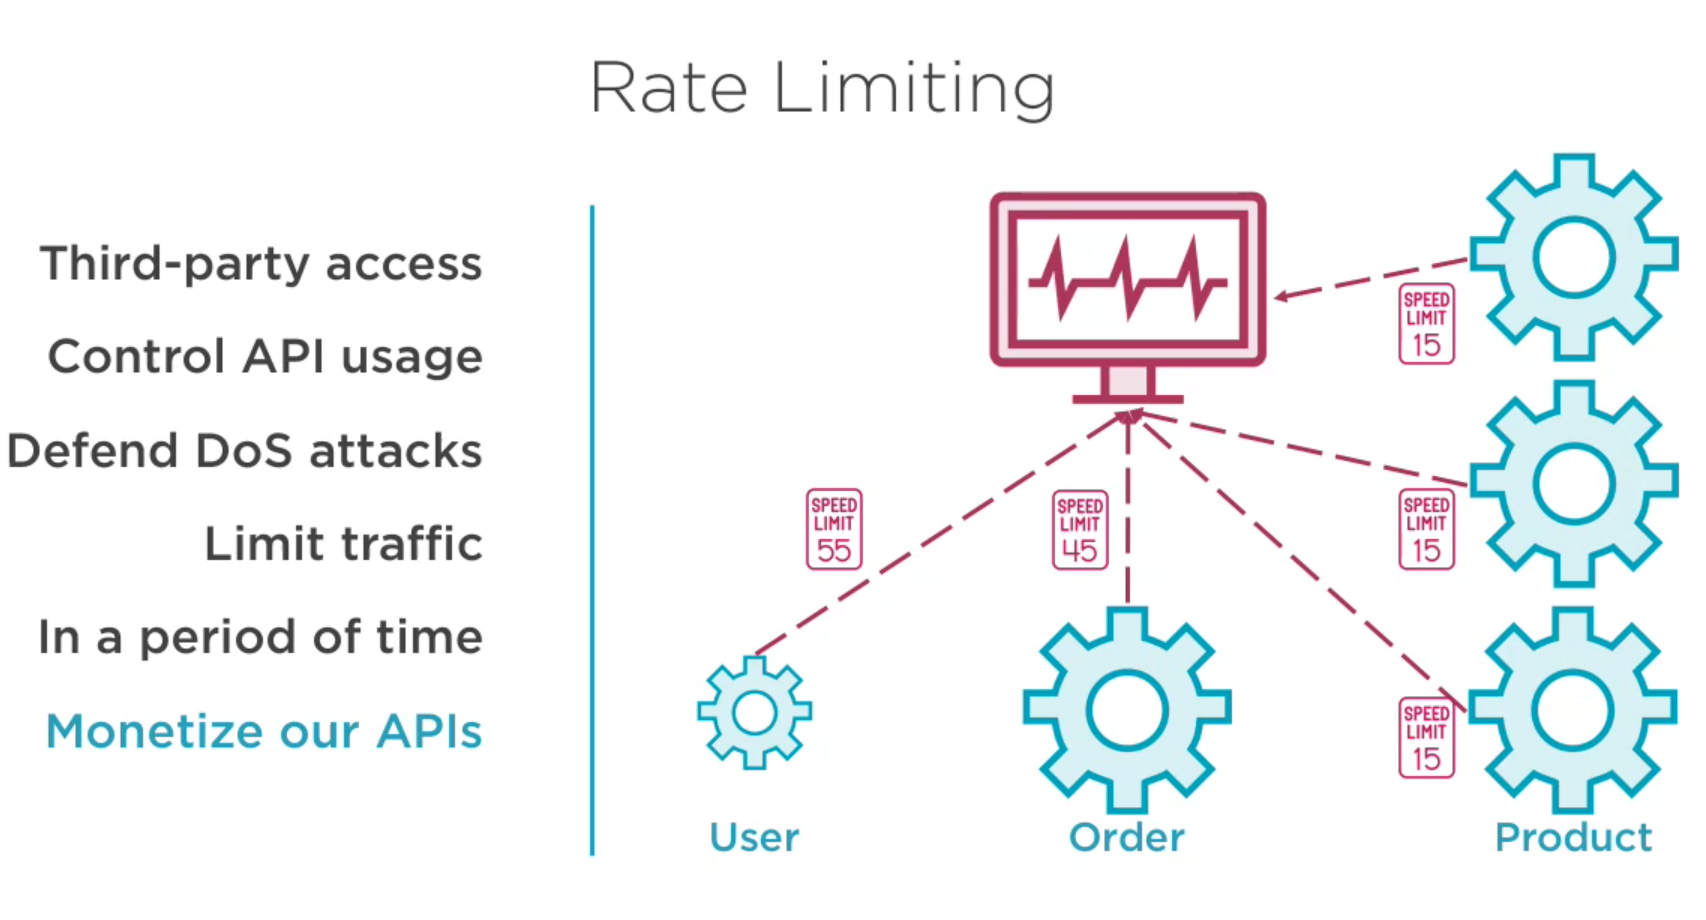 Rate Limiting
Third-party access
Control API usage
Defend DoS attacks
Limit traffic
In a period of time
Monetize our APIs
SPEED
LIMIT
15
SPEED
LIMIT
55
SPEED
LIMIT
45
SPEED
LIMIT
15
SPEED
LIMIT
15
User
Order
Product